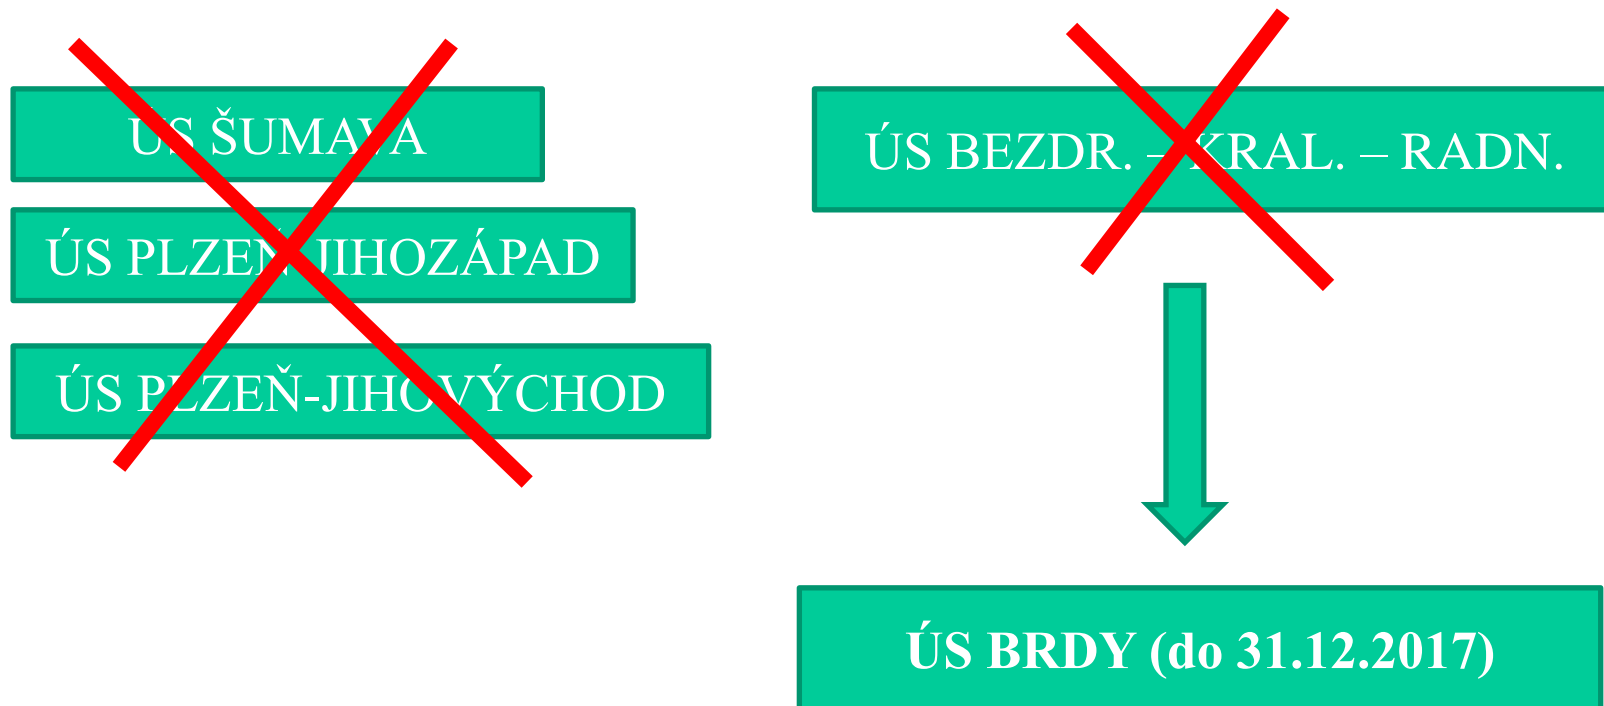 ÚS ŠUMAVA
ÚS PLZEŇ-JIHOZÁPAD
ÚS PLZEŇ-JIHOVÝCHOD
ÚS BEZDR. – KRAL. – RADN.
ÚS BRDY (do 31.12.2017)